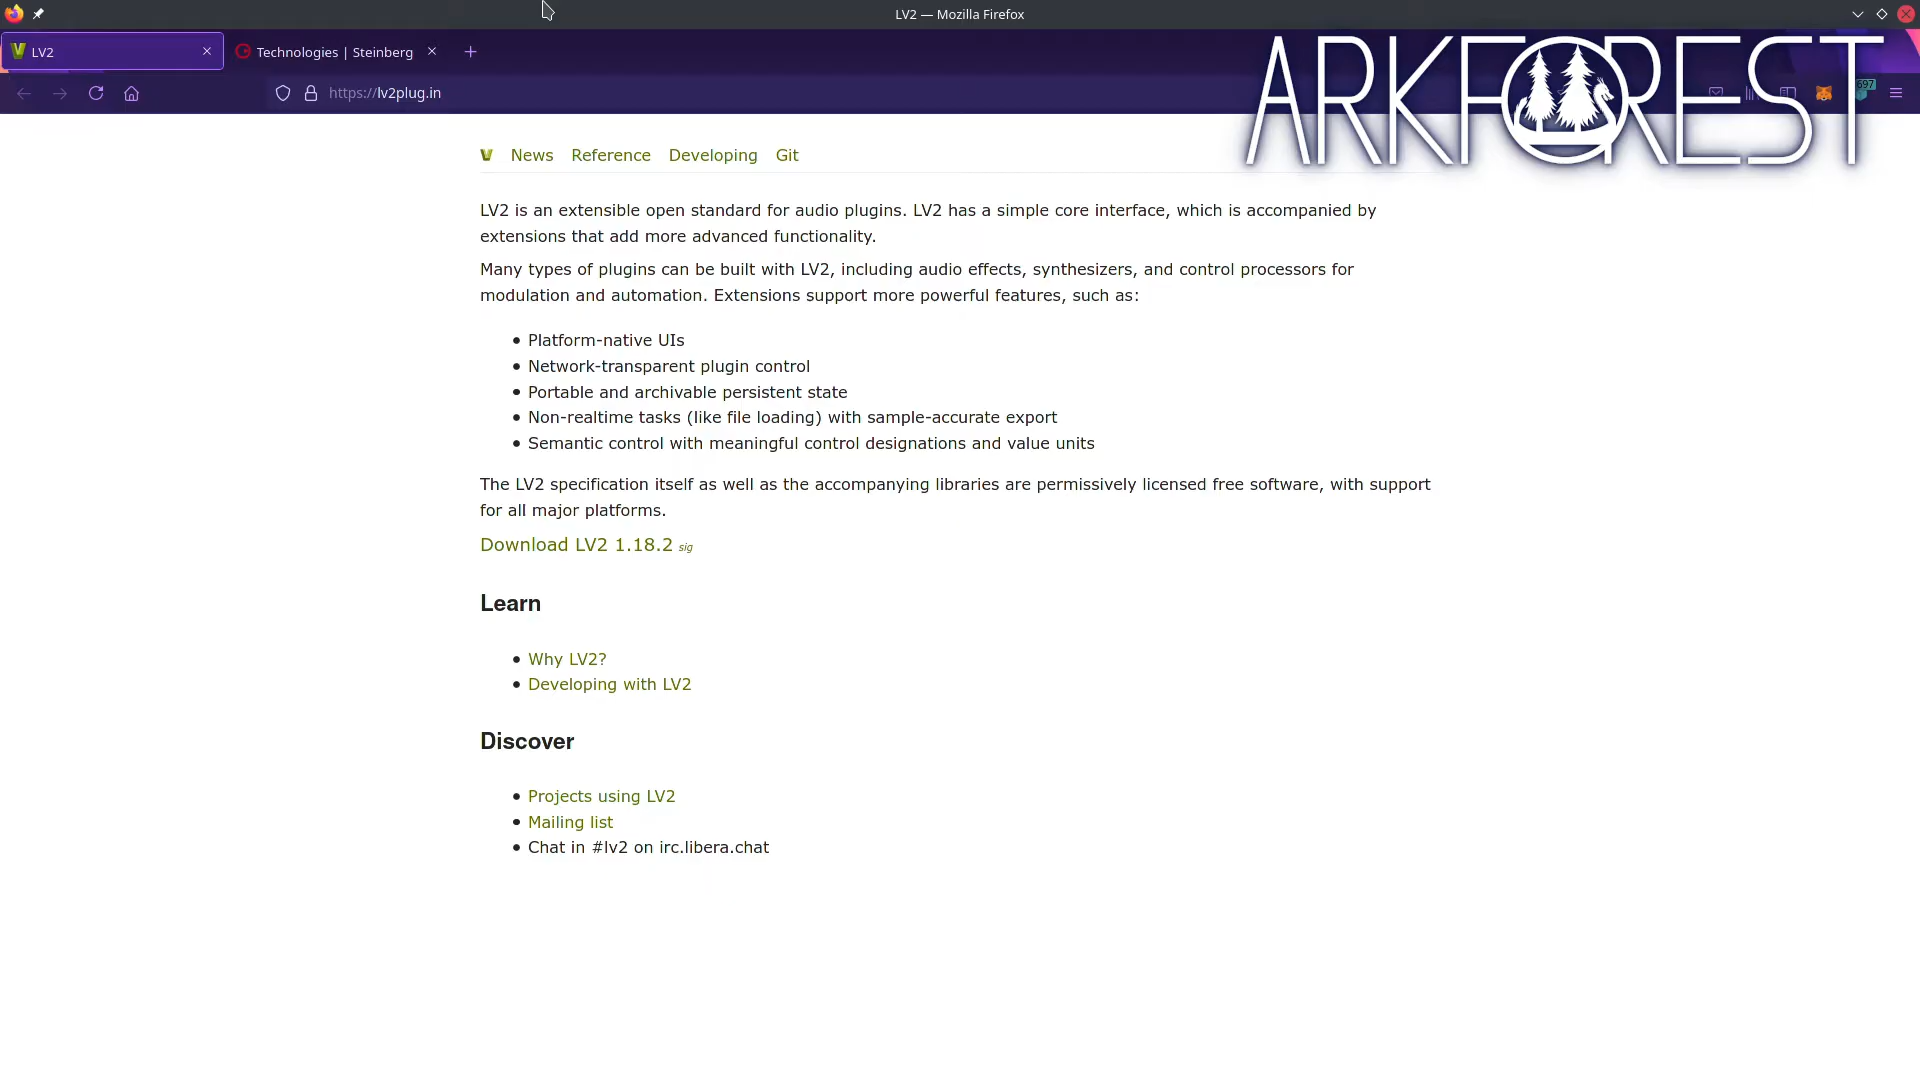 LV2 — Mozilla Firefox
LV2
Technologies | Steinberg
https://lv2plug.in
697
ARKFOREST
News Reference Developing Git
LV2 is an extensible open standard for audio plugins. LV2 has a simple core interface, which is accompanied by
extensions that add more advanced functionality.
Many types of plugins can be built with LV2, including audio effects, synthesizers, and control processors for
modulation and automation. Extensions support more powerful features, such as:
Platform-native UIs
Network-transparent plugin control
Portable and archivable persistent state
Non-realtime tasks (like file loading) with sample-accurate export
Semantic control with meaningful control designations and value units
The LV2 specification itself as well as the accompanying libraries are permissively licensed free software, with support
for all major platforms.
Download LV2 1.18.2 sig
Learn
Why LV2?
Developing with LV2
Discover
Projects using LV2
Mailing list
Chat in #lv2 on irc.libera.chat